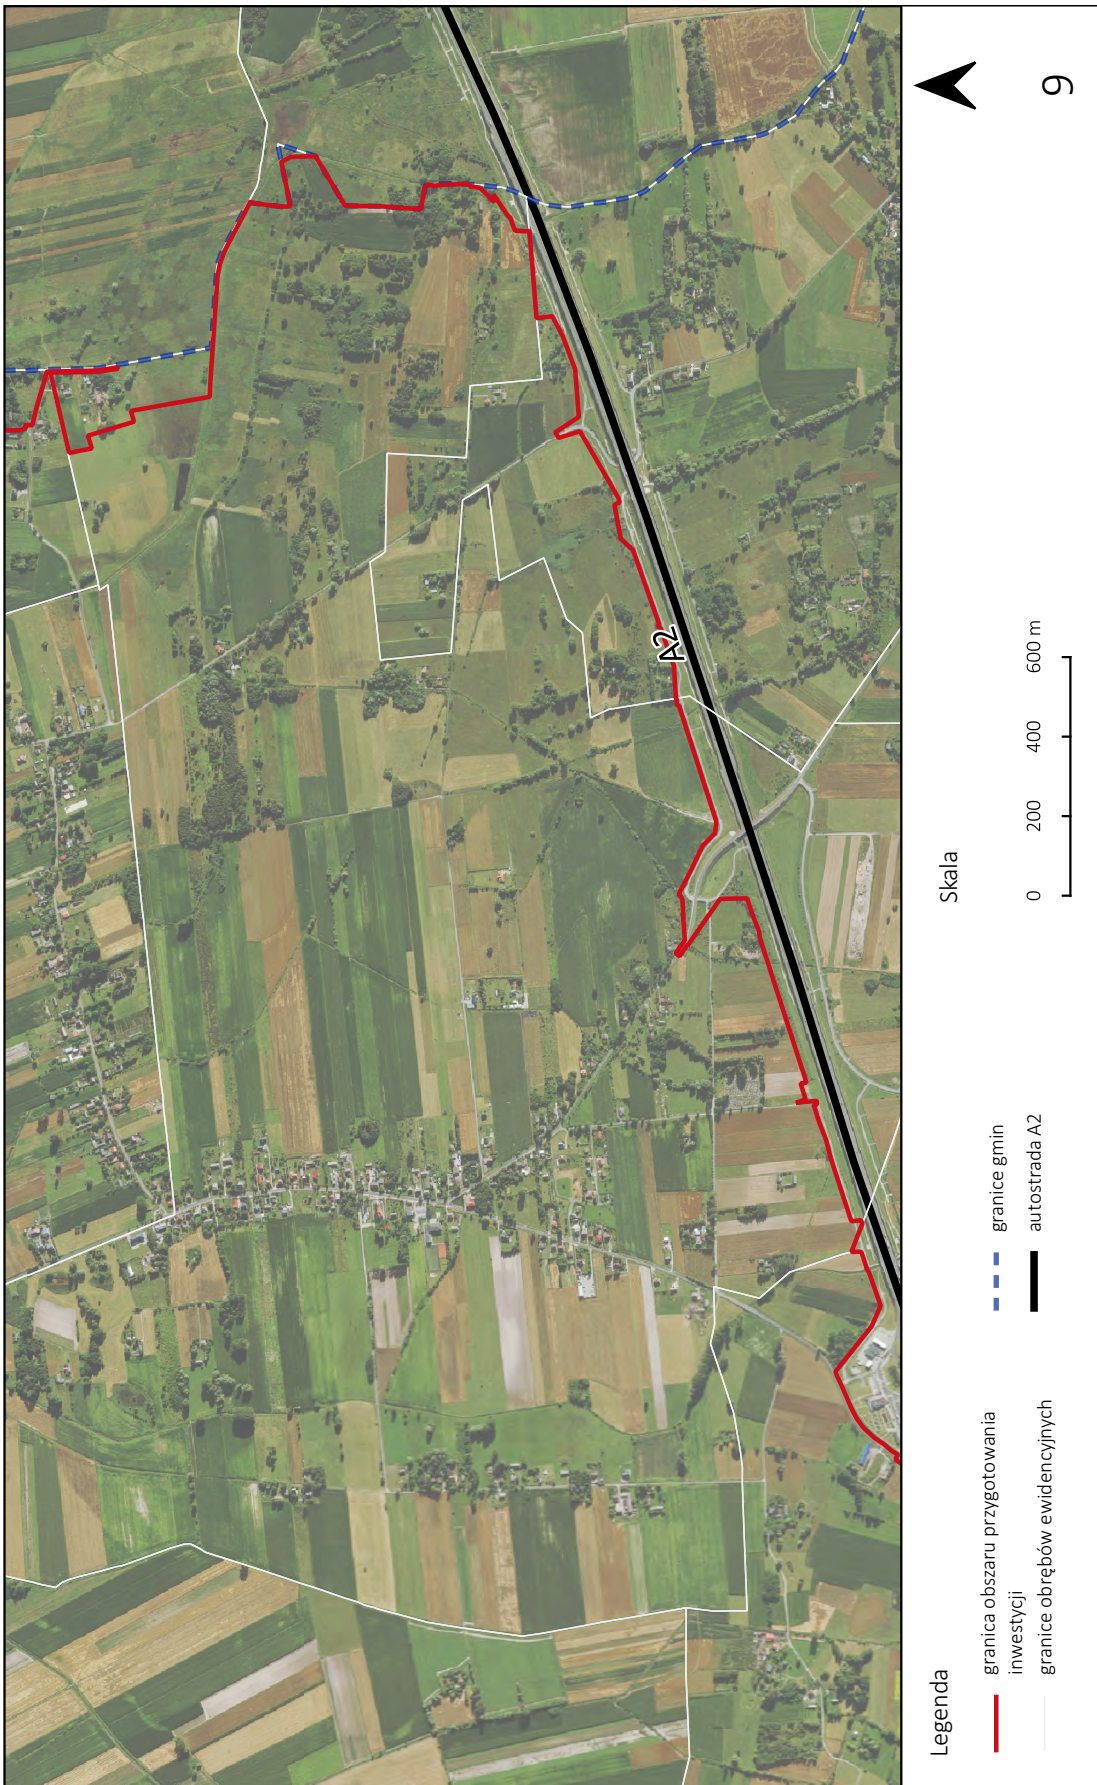 A2
Legenda
granica obszaru przygotowania
inwestycji
granice obrębów ewidencyjnych
granice gmin
autostrada A2
Skala
0 200 400 600 m
9